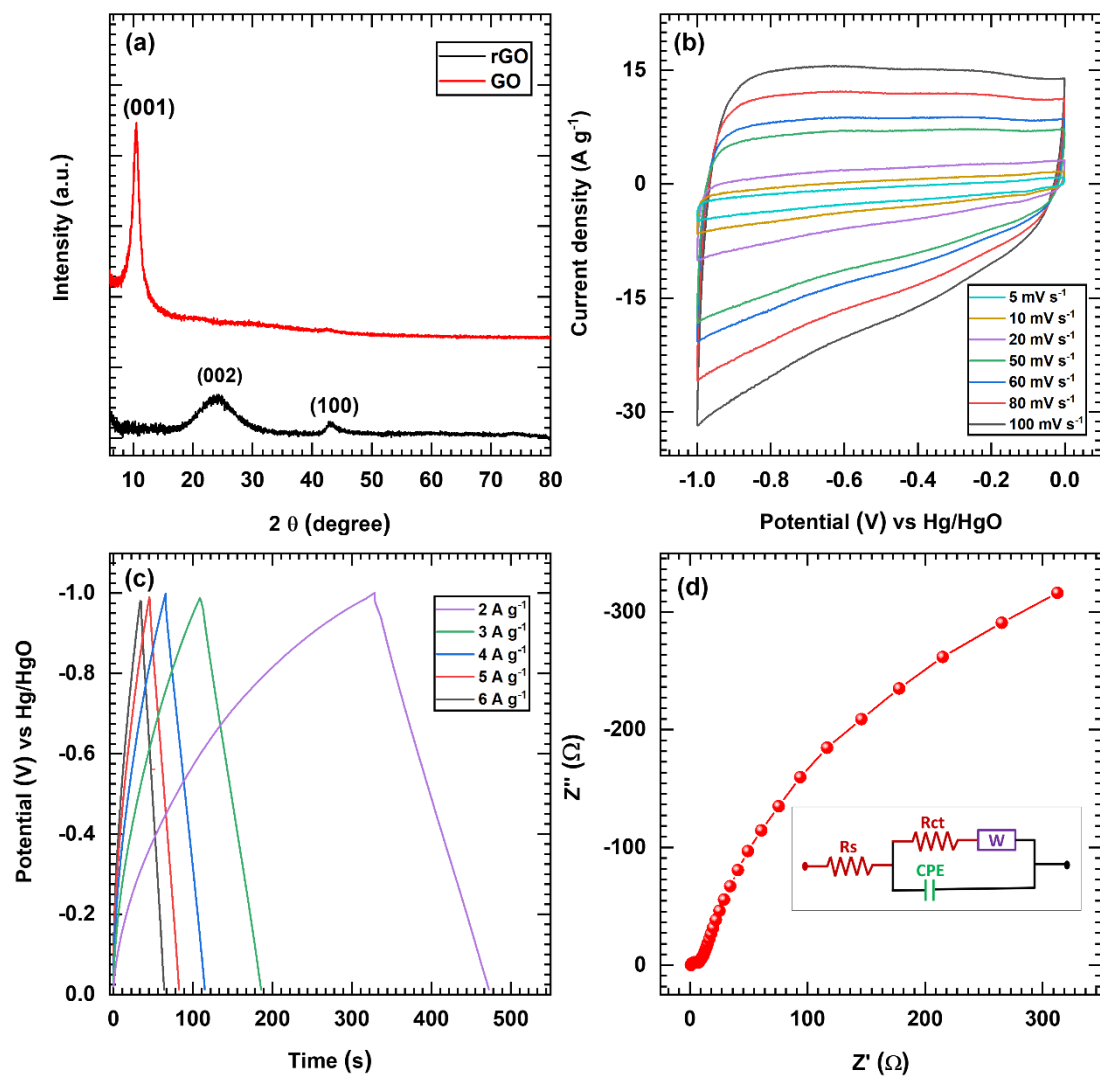 (a)
rGO
GO
(001)
(002)
(100)
Intensity (a.u.)
10 20 30 40 50 60 70 80
2 θ (degree)
(b)
15
0
-15
-30
Current density (A g⁻¹)
5 mV s⁻¹
10 mV s⁻¹
20 mV s⁻¹
50 mV s⁻¹
60 mV s⁻¹
80 mV s⁻¹
100 mV s⁻¹
-1.0 -0.8 -0.6 -0.4 -0.2 0.0
Potential (V) vs Hg/HgO
(c)
-1.0
-0.8
-0.6
-0.4
-0.2
0.0
Potential (V) vs Hg/HgO
2 A g⁻¹
3 A g⁻¹
4 A g⁻¹
5 A g⁻¹
6 A g⁻¹
0 100 200 300 400 500
Time (s)
(d)
-300
-200
-100
0
Z'' (Ω)
Rs
Rct
W
CPE
0 100 200 300
Z' (Ω)